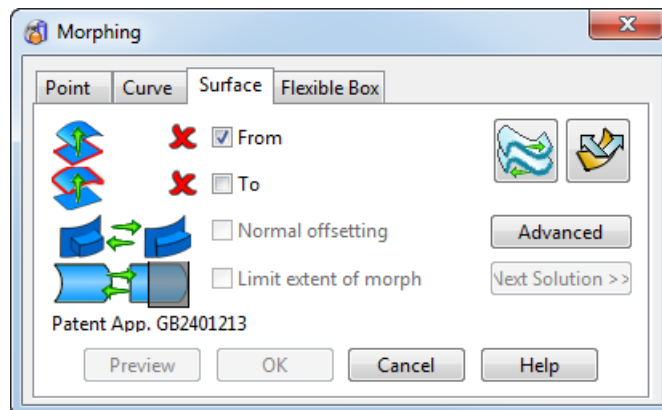 Morphing
Point Curve Surface Flexible Box
From
To
Normal offsetting
Advanced
Limit extent of morph
Next Solution >>
Patent App. GB2401213
Preview OK Cancel Help